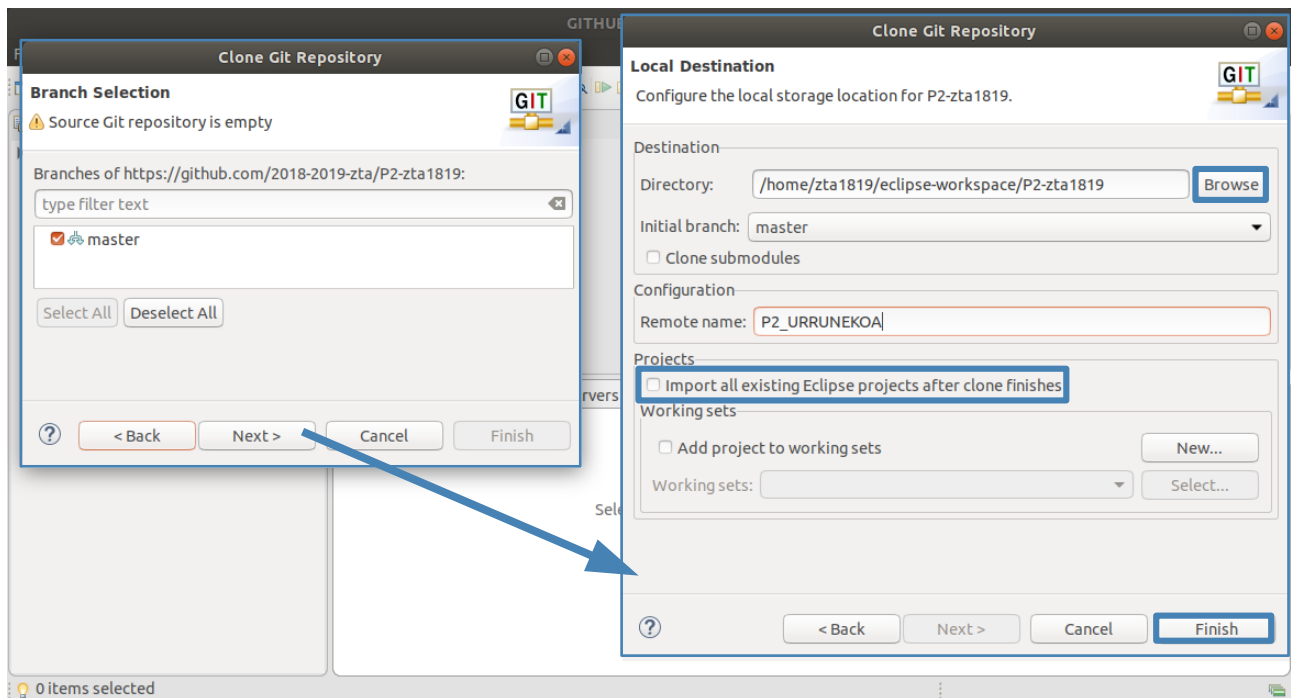 GITHU
Clone Git Repository
Branch Selection
Source Git repository is empty
GIT
Branches of https://github.com/2018-2019-zta/P2-zta1819:
type filter text
master
Select All
Deselect All
?
< Back
Next >
Cancel
Finish
rvers
Sele
0 items selected
Clone Git Repository
Local Destination
Configure the local storage location for P2-zta1819.
GIT
Destination
Directory:
/home/zta1819/eclipse-workspace/P2-zta1819
Browse
Initial branch:
master
Clone submodules
Configuration
Remote name:
P2_URRUNEKOA
Projects
Import all existing Eclipse projects after clone finishes
Working sets
Add project to working sets
New...
Working sets:
Select...
?
< Back
Next >
Cancel
Finish